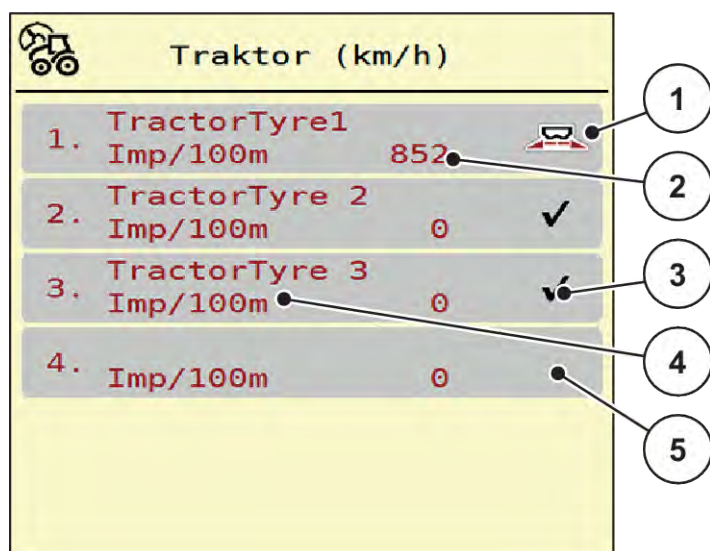 Traktor (km/h)
1. TractorTyre1
Imp/100m 852
2. TractorTyre 2
Imp/100m 0
3. TractorTyre 3
Imp/100m 0
4.
Imp/100m 0
1
2
3
4
5